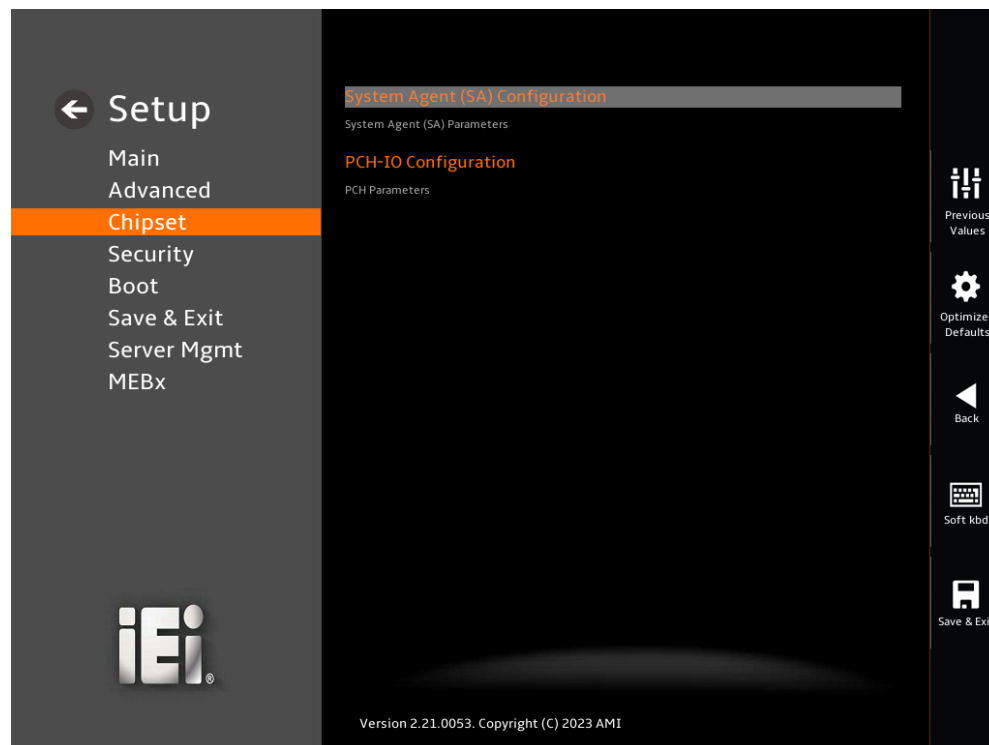 Setup
Main
Advanced
Chipset
Security
Boot
Save & Exit
Server Mgmt
MEBx
iEi®
System Agent (SA) Configuration
System Agent (SA) Parameters
PCH-IO Configuration
PCH Parameters
Version 2.21.0053. Copyright (C) 2023 AMI
Previous
Values
Optimize
Defaults
Back
Soft kbd
Save & Exi